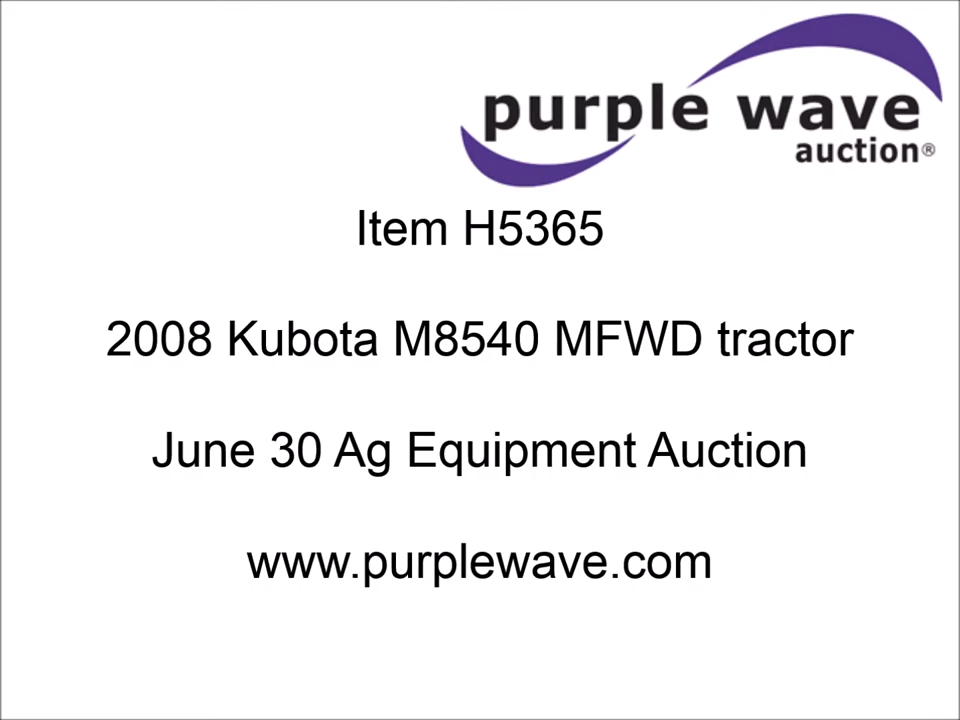 purple wave
auction®
Item H5365
2008 Kubota M8540 MFWD tractor
June 30 Ag Equipment Auction
www.purplewave.com